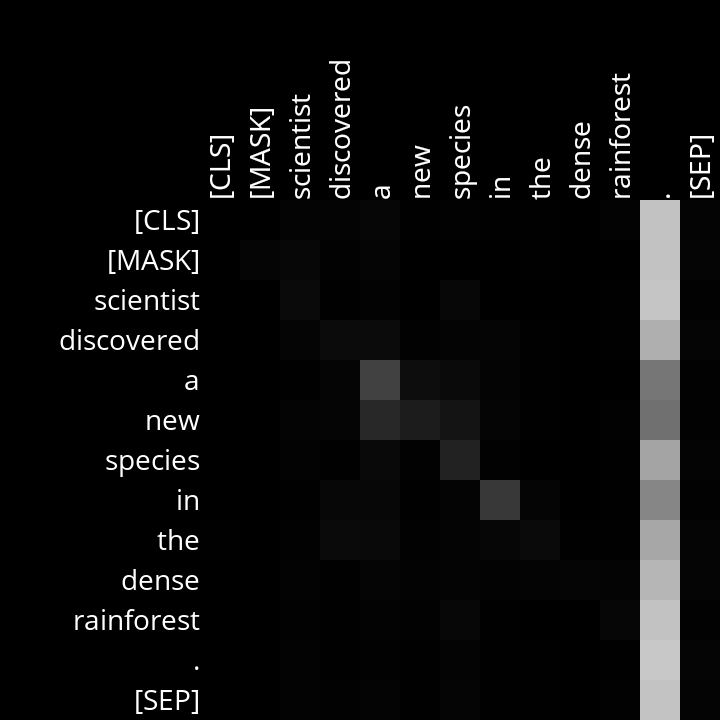 [CLS]
[MASK]
scientist
discovered
a
new
species
in
the
dense
rainforest
.
[SEP]
[CLS]
[MASK]
scientist
discovered
a
new
species
in
the
dense
rainforest
.
[SEP]